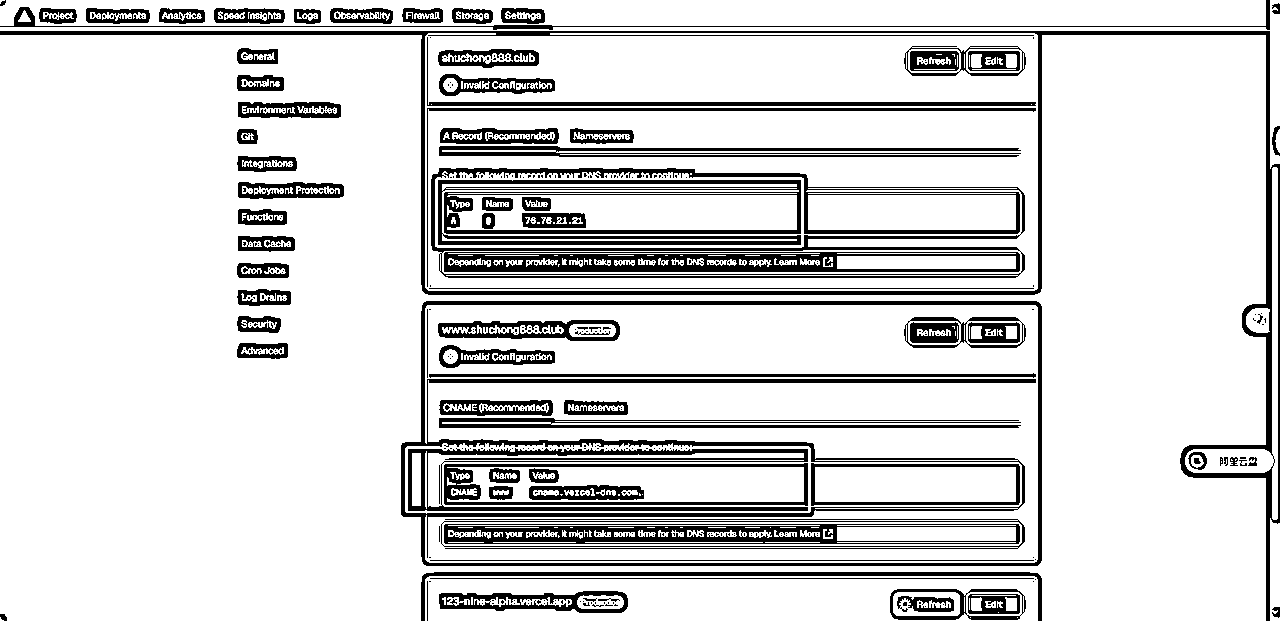 Project Deployments Analytics Speed Insights Logs Observability Firewall Storage Settings
General
Domains
Environment Variables
Git
Integrations
Deployment Protection
Functions
Data Cache
Cron Jobs
Log Drains
Security
Advanced
shuchong888.club
Refresh Edit
Invalid Configuration
A Record (Recommended) Nameservers
Set the following record on your DNS provider to continue:
Type Name Value
A @ 76.76.21.21
Depending on your provider, it might take some time for the DNS records to apply. Learn More
www.shuchong888.club Production
Refresh Edit
Invalid Configuration
CNAME (Recommended) Nameservers
Set the following record on your DNS provider to continue:
Type Name Value
CNAME www cname.vercel-dns.com.
Depending on your provider, it might take some time for the DNS records to apply. Learn More
123-nine-alpha.vercel.app Production
Refresh Edit
阿里云盘